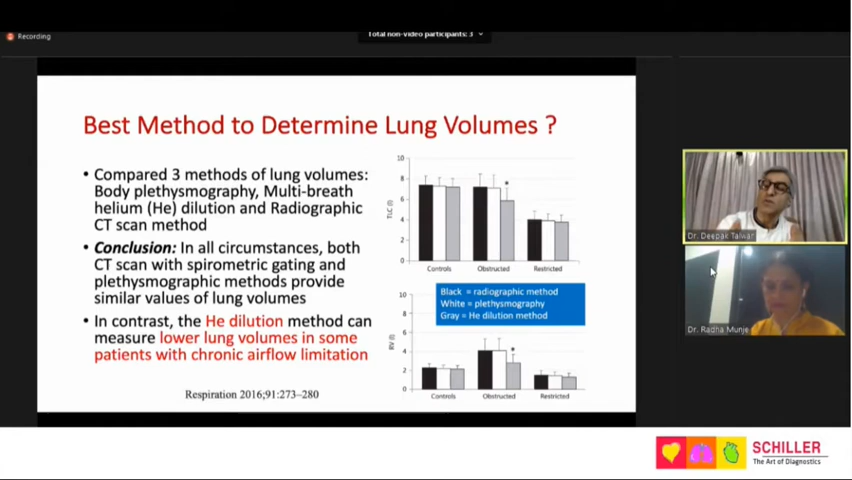 Recording
Total non-video participants: 3
Best Method to Determine Lung Volumes ?
• Compared 3 methods of lung volumes:
Body plethysmography, Multi-breath
helium (He) dilution and Radiographic
CT scan method
• Conclusion: In all circumstances, both
CT scan with spirometric gating and
plethysmographic methods provide
similar values of lung volumes
• In contrast, the He dilution method can
measure lower lung volumes in some
patients with chronic airflow limitation
Respiration 2016;91:273–280
10
8
6
4
2
0
TLC (l)
*
Controls Obstructed Restricted
Black = radiographic method
White = plethysmography
Gray = He dilution method
10
8
6
4
2
0
RV (l)
*
Controls Obstructed Restricted
Dr. Deepak Talwar
Dr. Radha Munje
SCHILLER
The Art of Diagnostics